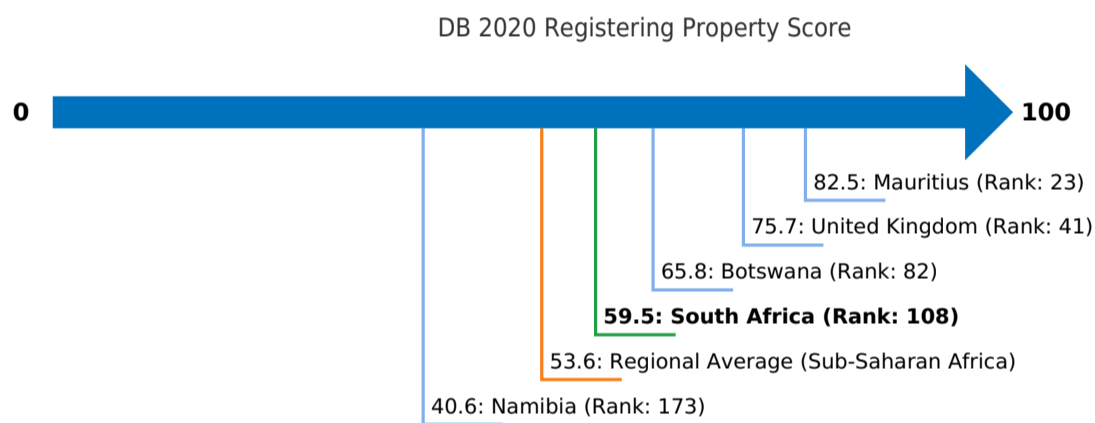 DB 2020 Registering Property Score
0
100
82.5: Mauritius (Rank: 23)
75.7: United Kingdom (Rank: 41)
65.8: Botswana (Rank: 82)
59.5: South Africa (Rank: 108)
53.6: Regional Average (Sub-Saharan Africa)
40.6: Namibia (Rank: 173)